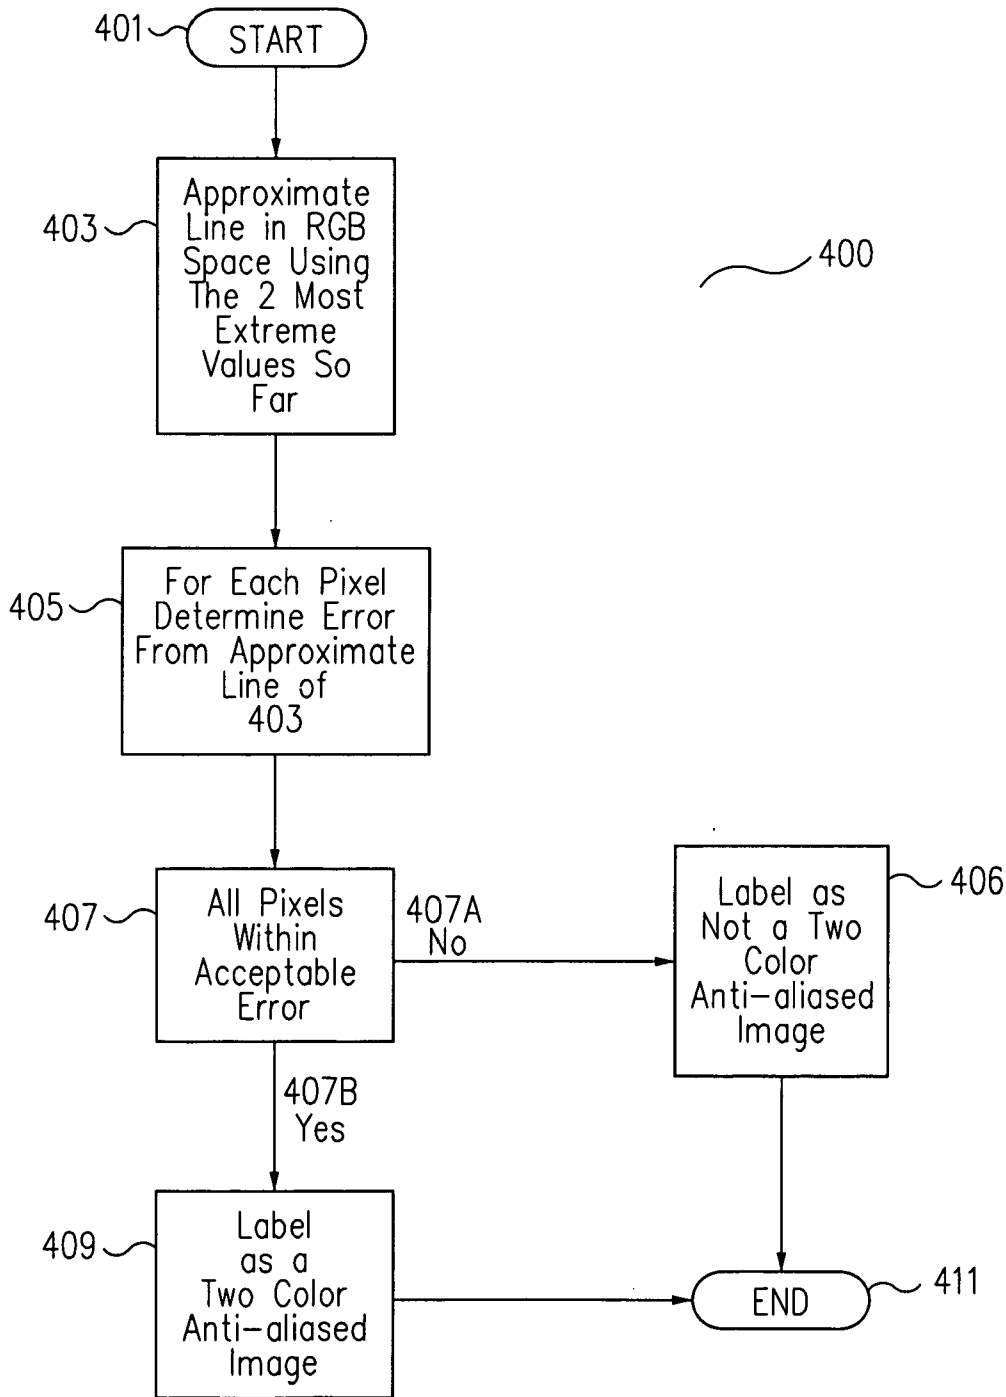 401
START
403
Approximate
Line in RGB
Space Using
The 2 Most
Extreme
Values So
Far
400
405
For Each Pixel
Determine Error
From Approximate
Line of
403
407
All Pixels
Within
Acceptable
Error
407A
No
406
Label as
Not a Two
Color
Anti-aliased
Image
407B
Yes
409
Label
as a
Two Color
Anti-aliased
Image
END
411